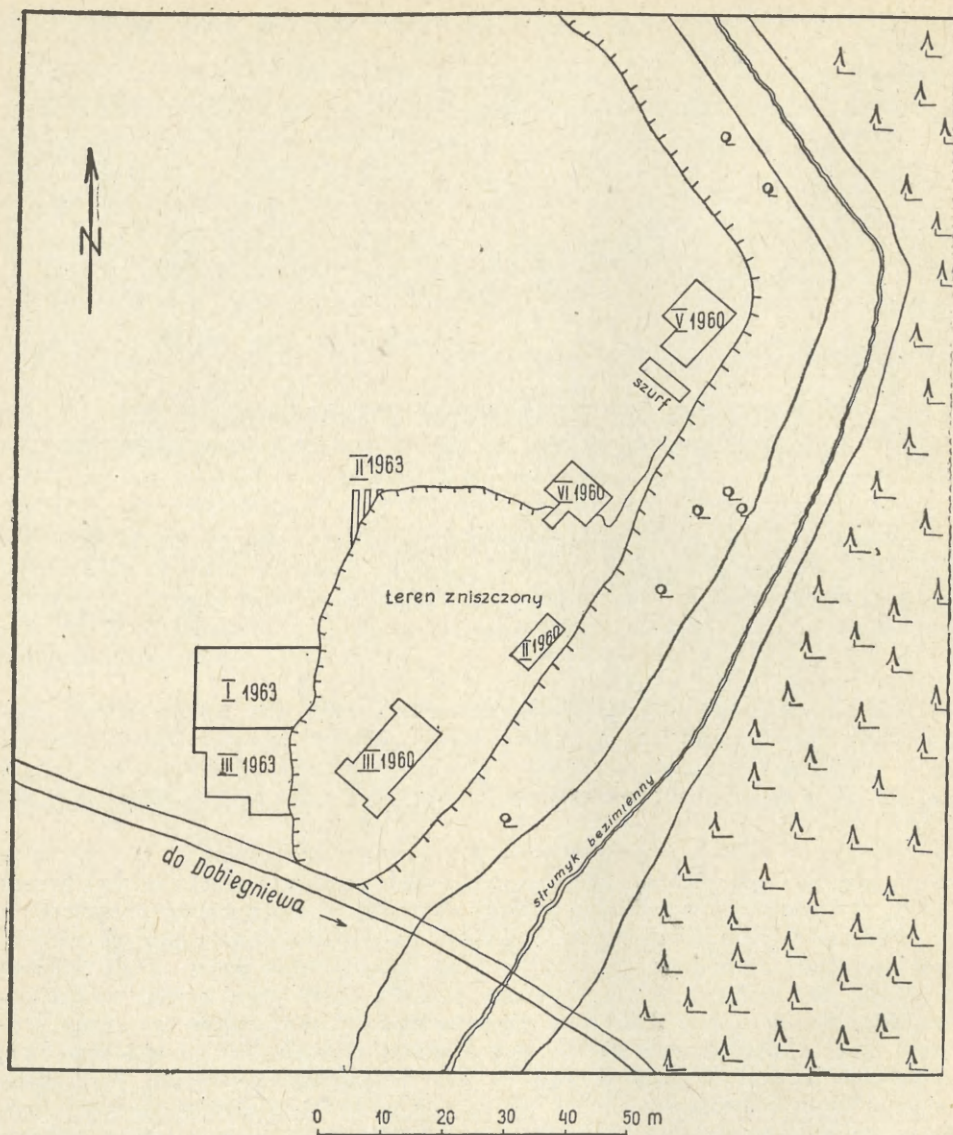 N
V 1960
szurf
II 1963
VI 1960
teren zniszczony
II 1960
I 1963
III 1963
III 1960
do Dobiegniewa
strumyk bezimienny
0 10 20 30 40 50 m